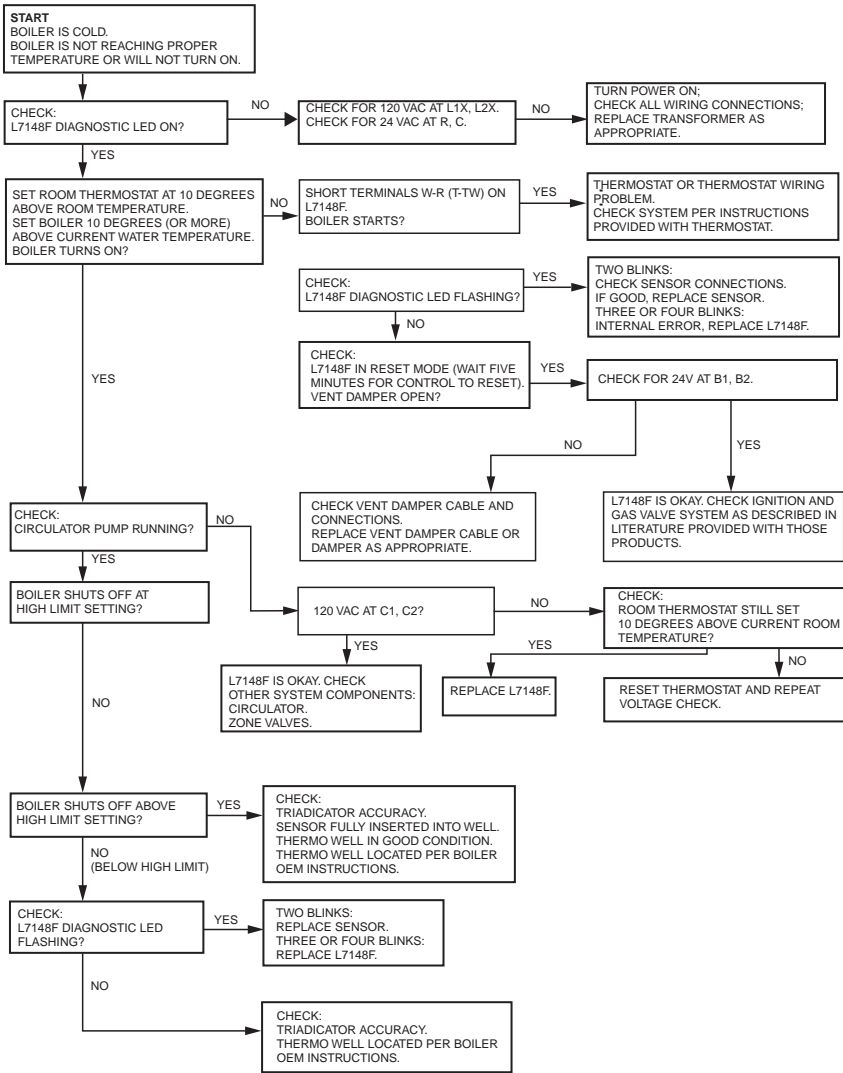 START
BOILER IS COLD.
BOILER IS NOT REACHING PROPER
TEMPERATURE OR WILL NOT TURN ON.
CHECK:
L7148F DIAGNOSTIC LED ON?
NO
CHECK FOR 120 VAC AT L1X, L2X.
CHECK FOR 24 VAC AT R, C.
NO
TURN POWER ON;
CHECK ALL WIRING CONNECTIONS;
REPLACE TRANSFORMER AS
APPROPRIATE.
YES
SET ROOM THERMOSTAT AT 10 DEGREES
ABOVE ROOM TEMPERATURE.
SET BOILER 10 DEGREES (OR MORE)
ABOVE CURRENT WATER TEMPERATURE.
BOILER TURNS ON?
NO
SHORT TERMINALS W-R (T-TW) ON
L7148F.
BOILER STARTS?
YES
THERMOSTAT OR THERMOSTAT WIRING
PROBLEM.
CHECK SYSTEM PER INSTRUCTIONS
PROVIDED WITH THERMOSTAT.
CHECK:
L7148F DIAGNOSTIC LED FLASHING?
YES
TWO BLINKS:
CHECK SENSOR CONNECTIONS.
IF GOOD, REPLACE SENSOR.
THREE OR FOUR BLINKS:
INTERNAL ERROR, REPLACE L7148F.
NO
CHECK:
L7148F IN RESET MODE (WAIT FIVE
MINUTES FOR CONTROL TO RESET).
VENT DAMPER OPEN?
YES
CHECK FOR 24V AT B1, B2.
YES
NO
YES
CHECK VENT DAMPER CABLE AND
CONNECTIONS.
REPLACE VENT DAMPER CABLE OR
DAMPER AS APPROPRIATE.
L7148F IS OKAY. CHECK IGNITION AND
GAS VALVE SYSTEM AS DESCRIBED IN
LITERATURE PROVIDED WITH THOSE
PRODUCTS.
CHECK:
CIRCULATOR PUMP RUNNING?
NO
YES
BOILER SHUTS OFF AT
HIGH LIMIT SETTING?
120 VAC AT C1, C2?
NO
CHECK:
ROOM THERMOSTAT STILL SET
10 DEGREES ABOVE CURRENT ROOM
TEMPERATURE?
YES
YES
NO
L7148F IS OKAY. CHECK
OTHER SYSTEM COMPONENTS:
CIRCULATOR.
ZONE VALVES.
REPLACE L7148F.
RESET THERMOSTAT AND REPEAT
VOLTAGE CHECK.
NO
BOILER SHUTS OFF ABOVE
HIGH LIMIT SETTING?
YES
CHECK:
TRIADICATOR ACCURACY.
SENSOR FULLY INSERTED INTO WELL.
THERMO WELL IN GOOD CONDITION.
THERMO WELL LOCATED PER BOILER
OEM INSTRUCTIONS.
NO
(BELOW HIGH LIMIT)
CHECK:
L7148F DIAGNOSTIC LED
FLASHING?
YES
TWO BLINKS:
REPLACE SENSOR.
THREE OR FOUR BLINKS:
REPLACE L7148F.
NO
CHECK:
TRIADICATOR ACCURACY.
THERMO WELL LOCATED PER BOILER
OEM INSTRUCTIONS.